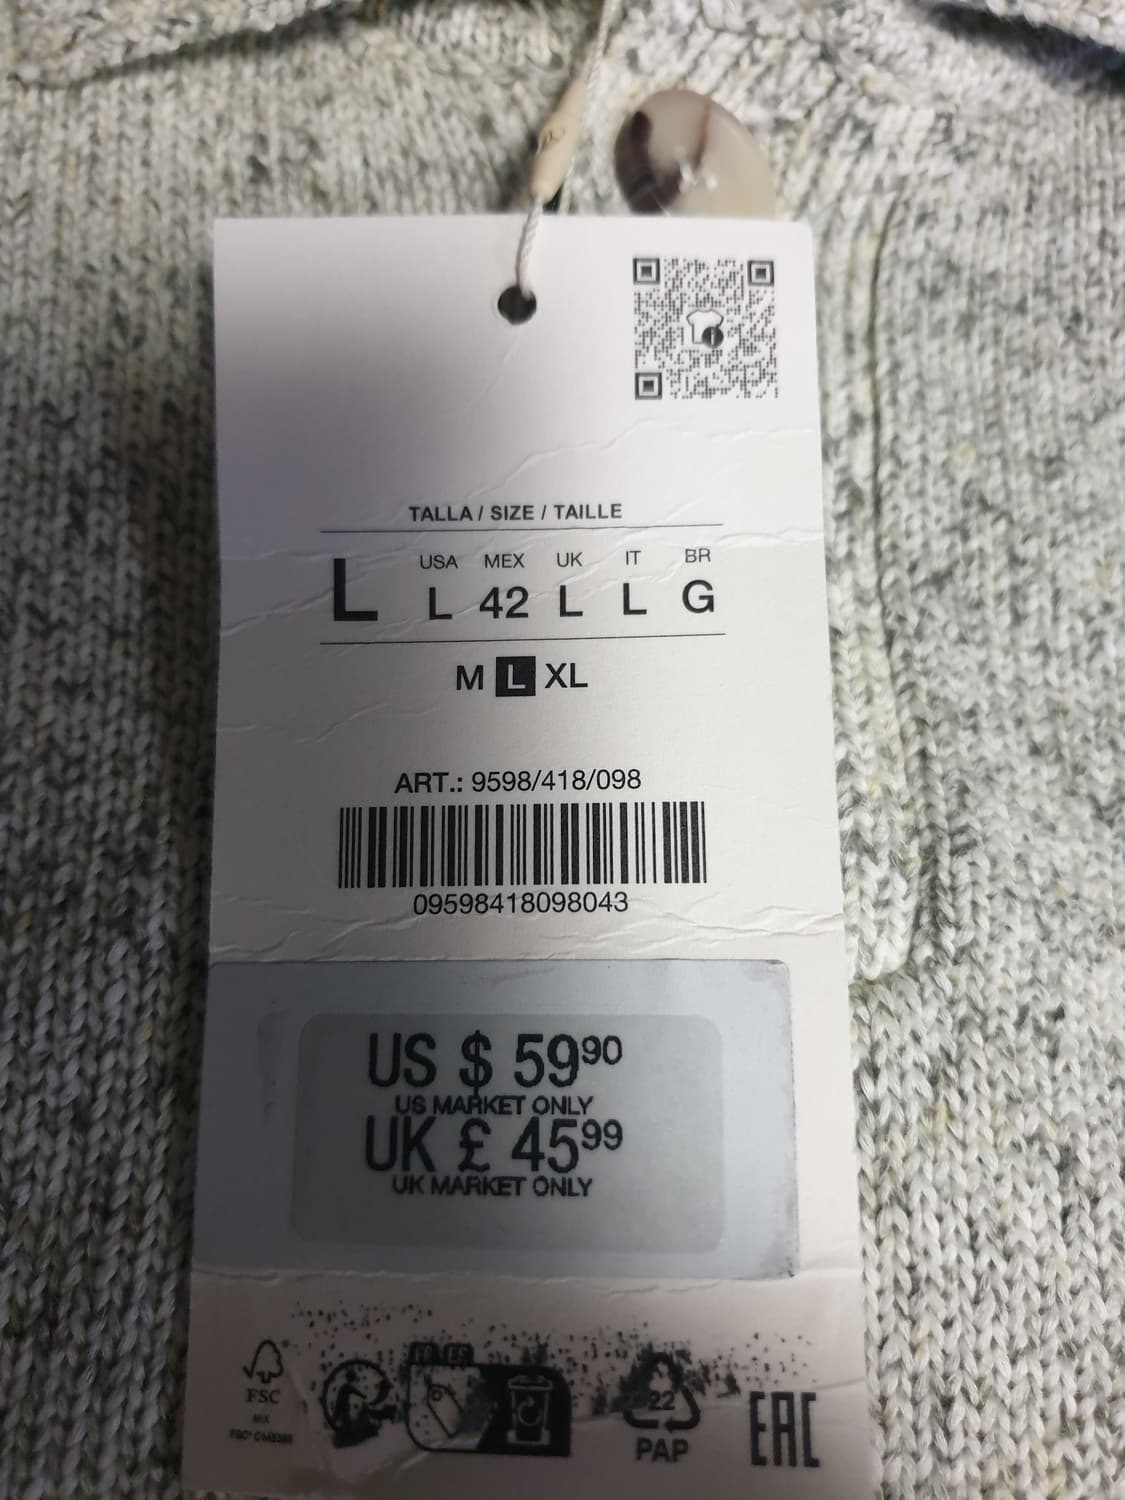 TALLA / SIZE / TAILLE
USA MEX UK IT BR
L L 42 L L G
M L XL
ART.: 9598/418/098
09598418098043
US $ 59⁹⁰
US MARKET ONLY
UK £ 45⁹⁹
UK MARKET ONLY
FSC
MIX
22
PAP
EAC